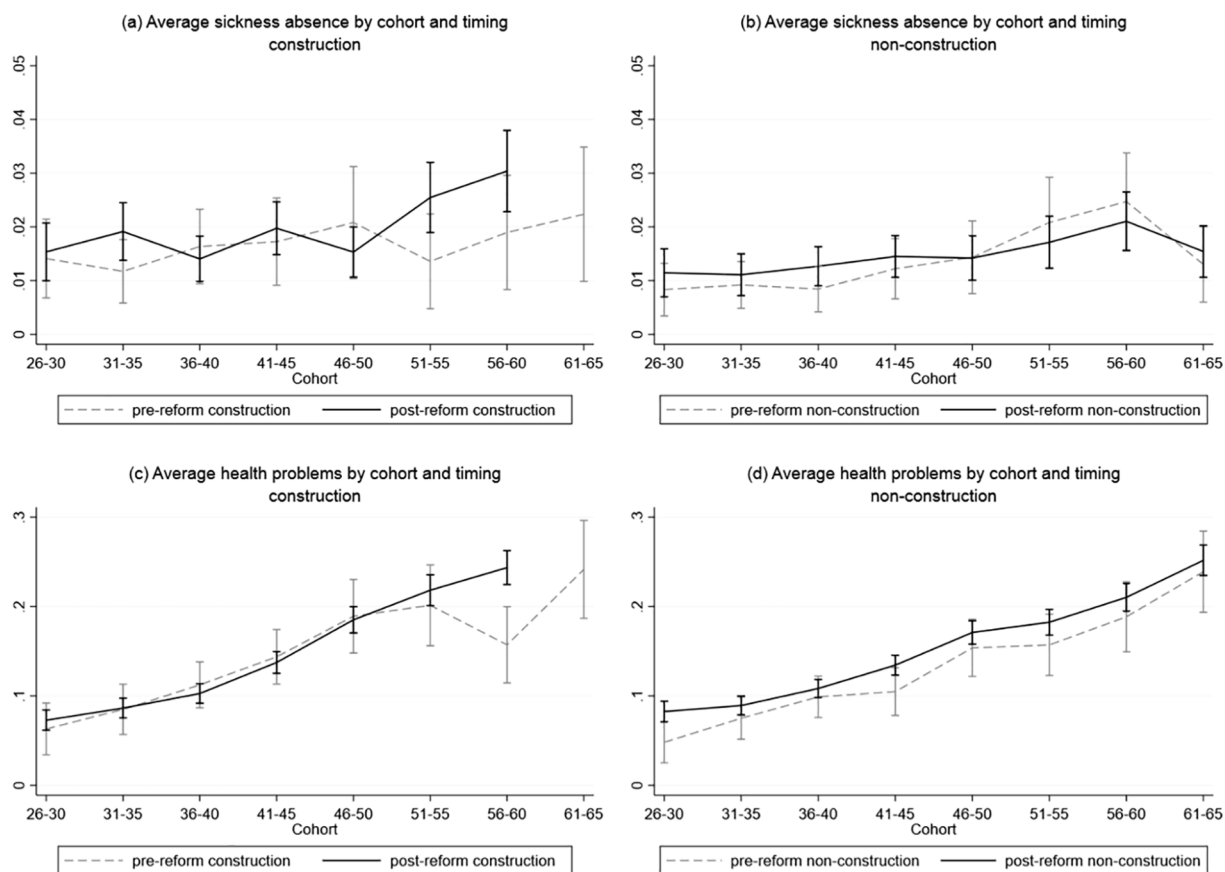 (a) Average sickness absence by cohort and timing
construction
.05
.04
.03
.02
.01
0
26-30 31-35 36-40 41-45 46-50 51-55 56-60 61-65
Cohort
pre-reform construction post-reform construction
(b) Average sickness absence by cohort and timing
non-construction
.05
.04
.03
.02
.01
0
26-30 31-35 36-40 41-45 46-50 51-55 56-60 61-65
Cohort
pre-reform non-construction post-reform non-construction
(c) Average health problems by cohort and timing
construction
.3
.2
.1
0
26-30 31-35 36-40 41-45 46-50 51-55 56-60 61-65
Cohort
pre-reform construction post-reform construction
(d) Average health problems by cohort and timing
non-construction
.3
.2
.1
0
26-30 31-35 36-40 41-45 46-50 51-55 56-60 61-65
Cohort
pre-reform non-construction post-reform non-construction